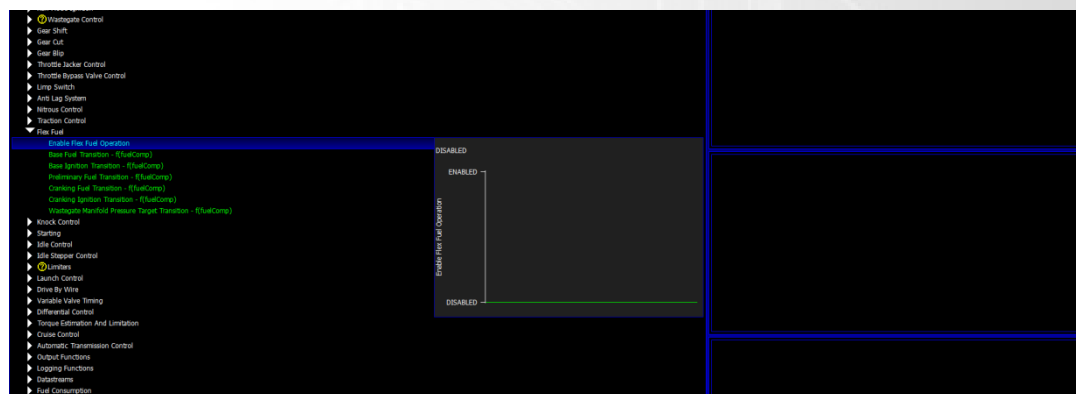 Wastegate Control
Gear Shift
Gear Cut
Gear Blip
Throttle Jacker Control
Throttle Bypass Valve Control
Limp Switch
Anti Lag System
Nitrous Control
Traction Control
Flex Fuel
Enable Flex Fuel Operation
Base Fuel Transition - f(fuelComp)
Base Ignition Transition - f(fuelComp)
Preliminary Fuel Transition - f(fuelComp)
Cranking Fuel Transition - f(fuelComp)
Cranking Ignition Transition - f(fuelComp)
Wastegate Manifold Pressure Target Transition - f(fuelComp)
Knock Control
Starting
Idle Control
Idle Stepper Control
Limiters
Launch Control
Drive By Wire
Variable Valve Timing
Differential Control
Torque Estimation And Limitation
Cruise Control
Automatic Transmission Control
Output Functions
Logging Functions
Datastreams
Fuel Consumption
DISABLED
ENABLED
Enable Flex Fuel Operation
DISABLED